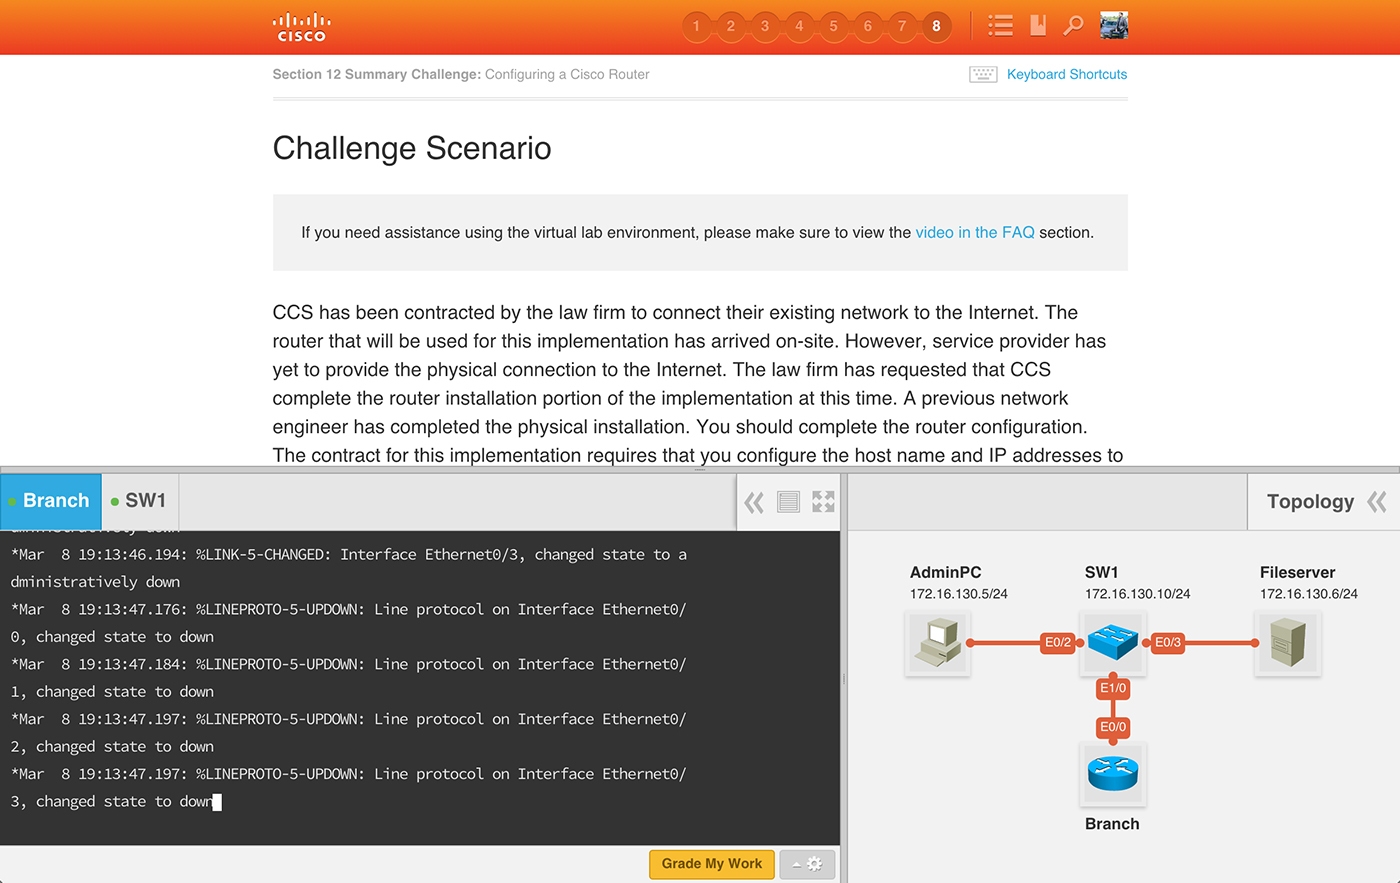 CISCO
1 2 3 4 5 6 7 8
Section 12 Summary Challenge: Configuring a Cisco Router
Keyboard Shortcuts
Challenge Scenario
If you need assistance using the virtual lab environment, please make sure to view the video in the FAQ section.
CCS has been contracted by the law firm to connect their existing network to the Internet. The
router that will be used for this implementation has arrived on-site. However, service provider has
yet to provide the physical connection to the Internet. The law firm has requested that CCS
complete the router installation portion of the implementation at this time. A previous network
engineer has completed the physical installation. You should complete the router configuration.
The contract for this implementation requires that you configure the host name and IP addresses to
Branch
SW1
dministratively down
*Mar  8 19:13:46.194: %LINK-5-CHANGED: Interface Ethernet0/3, changed state to a
dministratively down
*Mar  8 19:13:47.176: %LINEPROTO-5-UPDOWN: Line protocol on Interface Ethernet0/
0, changed state to down
*Mar  8 19:13:47.184: %LINEPROTO-5-UPDOWN: Line protocol on Interface Ethernet0/
1, changed state to down
*Mar  8 19:13:47.197: %LINEPROTO-5-UPDOWN: Line protocol on Interface Ethernet0/
2, changed state to down
*Mar  8 19:13:47.197: %LINEPROTO-5-UPDOWN: Line protocol on Interface Ethernet0/
3, changed state to down
Grade My Work
Topology
AdminPC
172.16.130.5/24
SW1
172.16.130.10/24
Fileserver
172.16.130.6/24
E0/2
E0/3
E1/0
E0/0
Branch